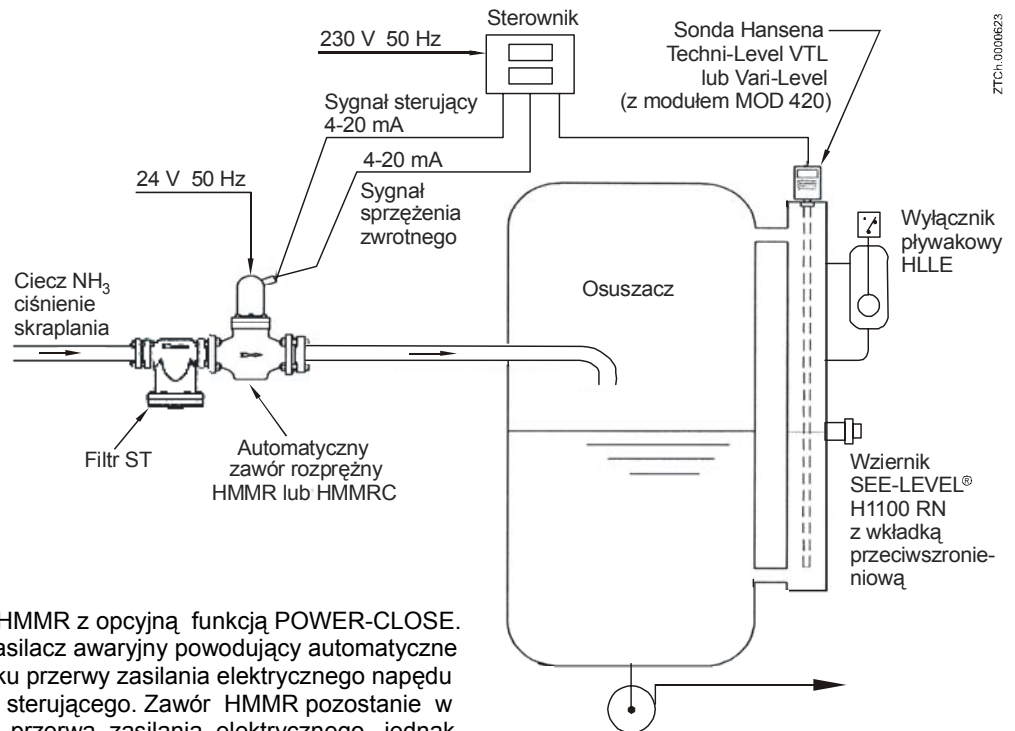 Sterownik
230 V 50 Hz
Sonda Hansena
Techni-Level VTL
lub Vari-Level
(z modułem MOD 420)
ZTCh.0000623
Sygnał sterujący
4-20 mA
4-20 mA
Sygnał
sprzężenia
zwrotnego
24 V 50 Hz
Wyłącznik
pływakowy
HLLE
Ciecz NH₃
ciśnienie
skraplania
Osuszacz
Filtr ST
Automatyczny
zawór rozprężny
HMMR lub HMMRC
Wziernik
SEE-LEVEL®
H1100 RN
z wkładką
przeciwszronie-
niową
HMMR z opcyjną funkcją POWER-CLOSE.
asilacz awaryjny powodujący automatyczne
ku przerwy zasilania elektrycznego napędu
sterującego. Zawór HMMR pozostanie w
przerwa zasilania elektrycznego, jednak